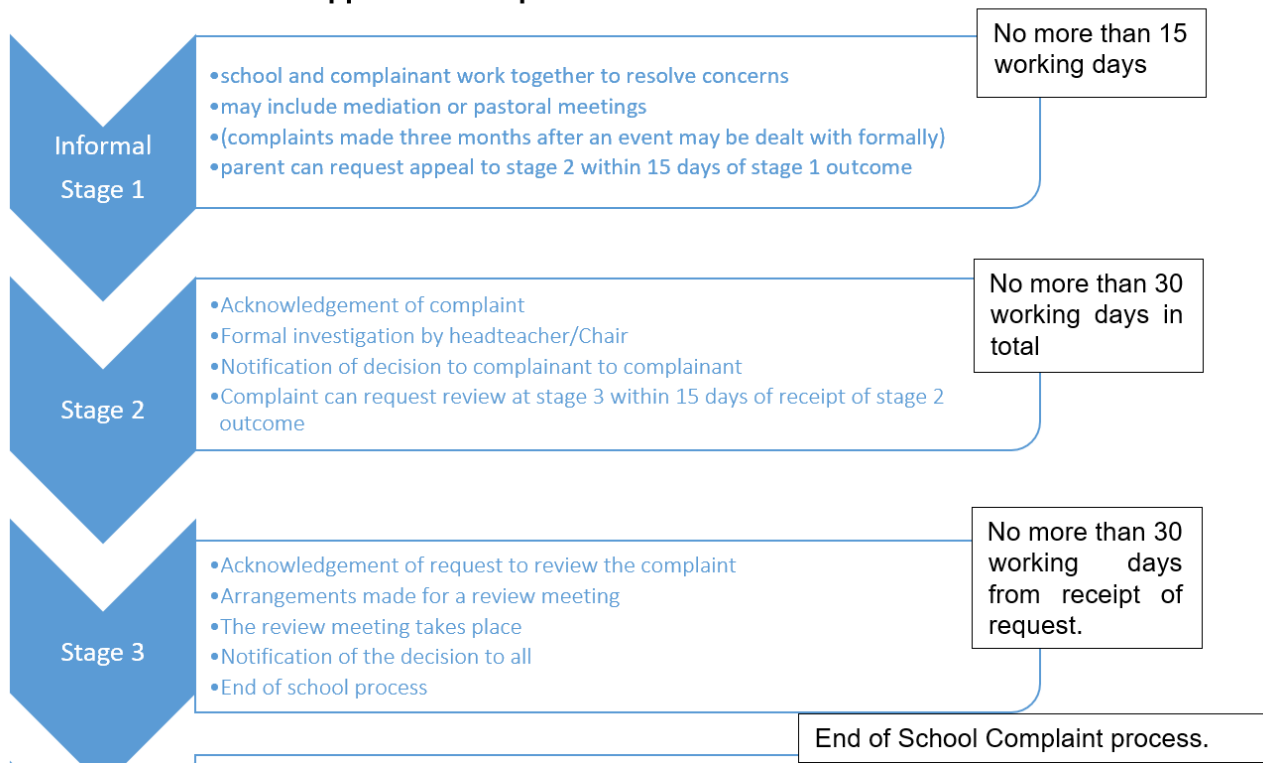 No more than 15
working days
Informal
Stage 1
•school and complainant work together to resolve concerns
•may include mediation or pastoral meetings
•(complaints made three months after an event may be dealt with formally)
•parent can request appeal to stage 2 within 15 days of stage 1 outcome
No more than 30
working days in
total
Stage 2
•Acknowledgement of complaint
•Formal investigation by headteacher/Chair
•Notification of decision to complainant to complainant
•Complaint can request review at stage 3 within 15 days of receipt of stage 2
outcome
No more than 30
working days
from receipt of
request.
Stage 3
•Acknowledgement of request to review the complaint
•Arrangements made for a review meeting
•The review meeting takes place
•Notification of the decision to all
•End of school process
End of School Complaint process.